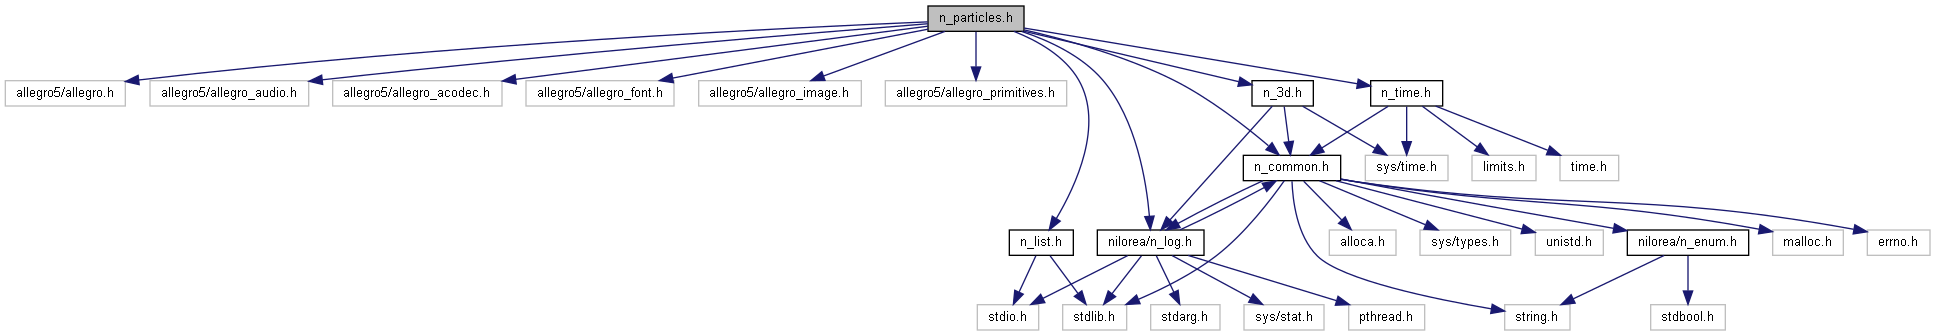 n_particles.h
allegro5/allegro.h
allegro5/allegro_audio.h
allegro5/allegro_acodec.h
allegro5/allegro_font.h
allegro5/allegro_image.h
allegro5/allegro_primitives.h
n_3d.h
n_time.h
n_common.h
sys/time.h
limits.h
time.h
n_list.h
nilorea/n_log.h
alloca.h
sys/types.h
unistd.h
nilorea/n_enum.h
malloc.h
errno.h
stdio.h
stdlib.h
stdarg.h
sys/stat.h
pthread.h
string.h
stdbool.h